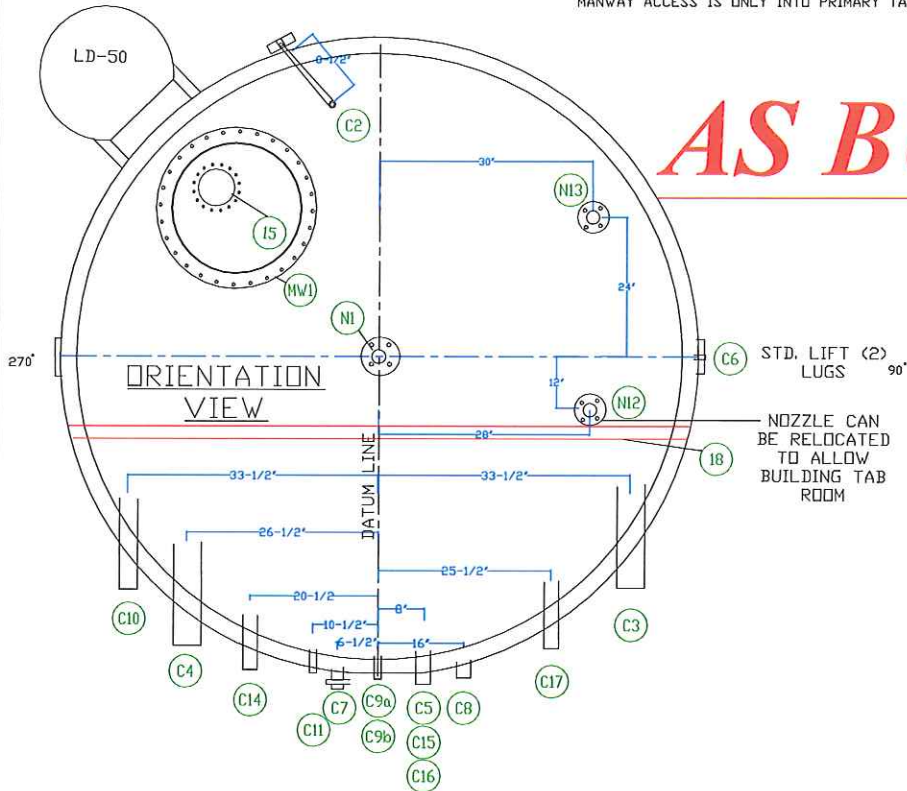 MANWAY ACCESS IS ONLY INTO PRIMARY TA
LD-50
0-1/2"
C2
AS B
30"
N13
15
24"
MW1
N1
270°
C6
STD. LIFT (2)
LUGS
90°
ORIENTATION
VIEW
12"
N12
NOZZLE CAN
BE RELOCATED
TO ALLOW
BUILDING TAB
ROOM
28"
18
DATUM LINE
33-1/2"
33-1/2"
26-1/2"
25-1/2"
20-1/2
8"
10-1/2"
6-1/2"
16"
C10
C3
C4
C14
C17
C11
C7
C9a
C5
C8
C9b
C15
C16